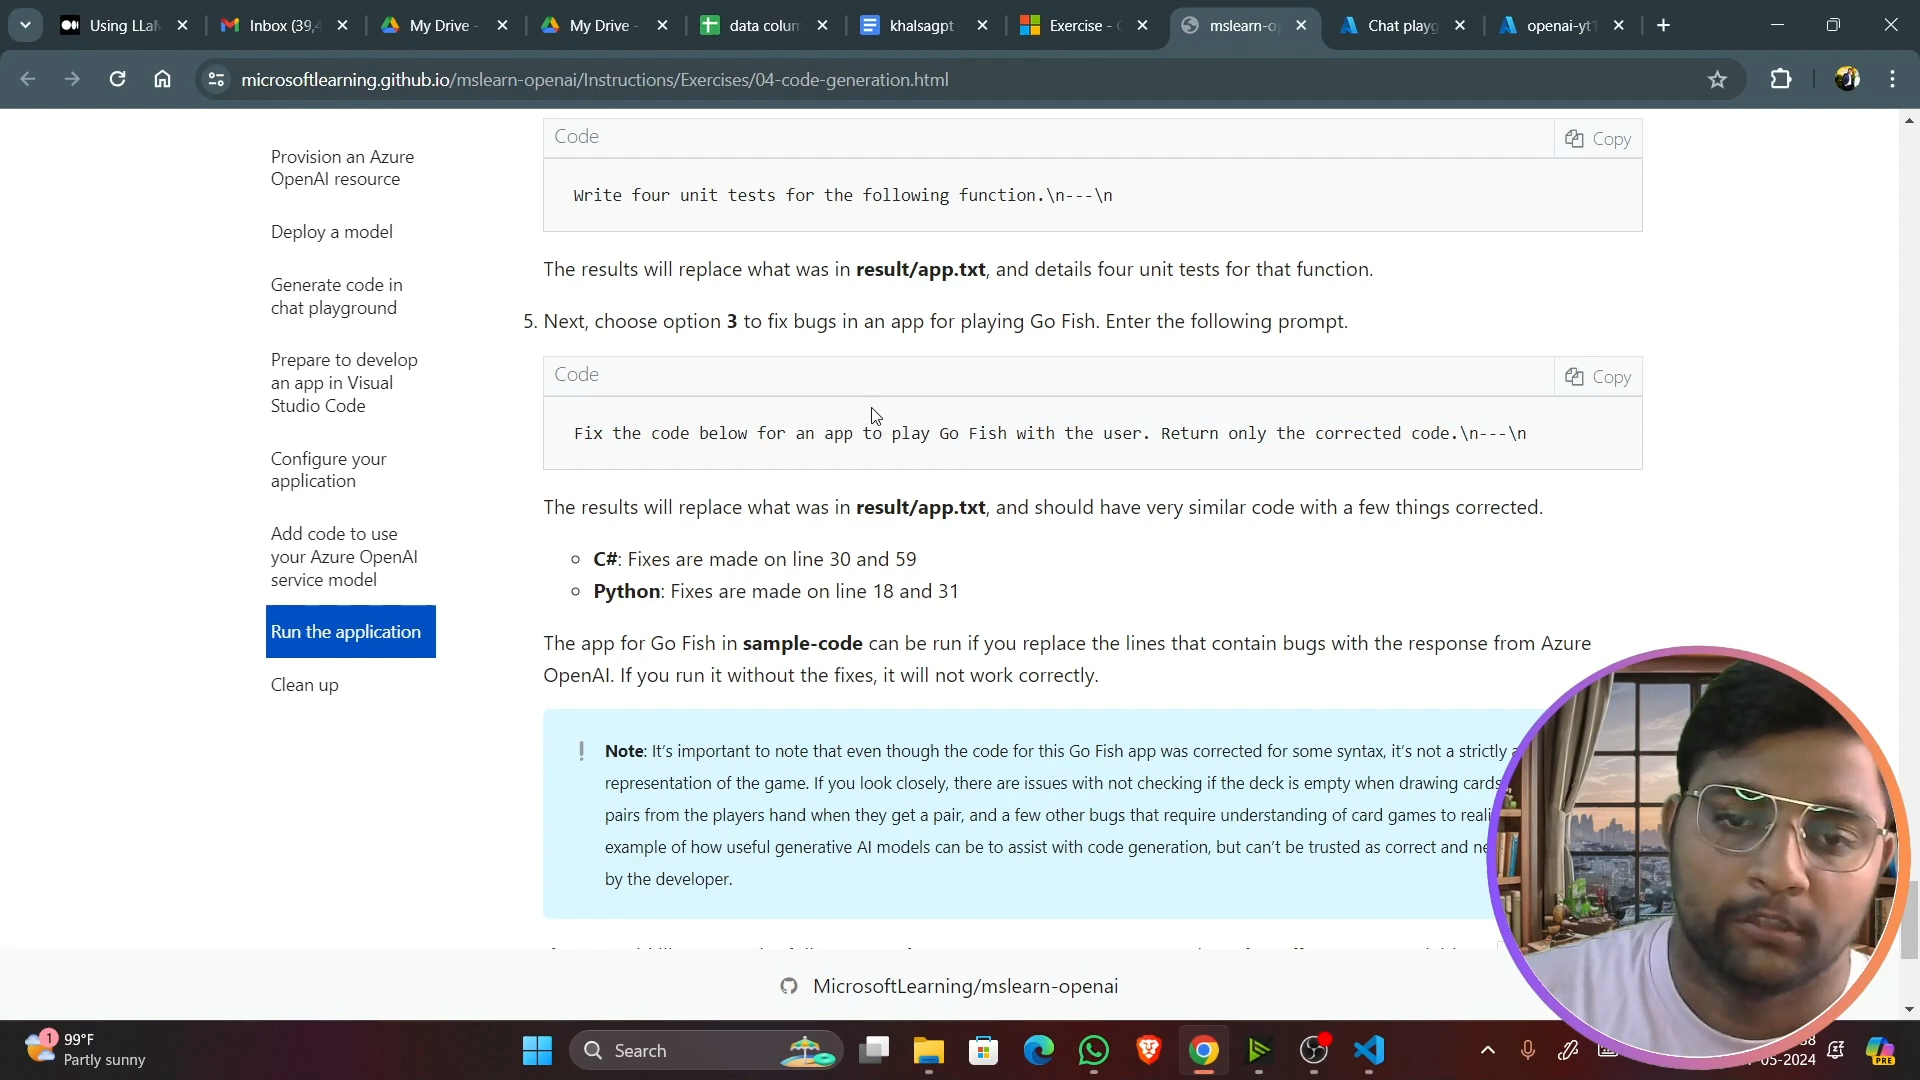 Using LLa
Inbox (39,4
My Drive -
My Drive -
data colum
khalsagpt
Exercise -
mslearn-o
Chat playg
openai-yt1
microsoftlearning.github.io/mslearn-openai/Instructions/Exercises/04-code-generation.html
Provision an Azure
OpenAI resource
Deploy a model
Generate code in
chat playground
Prepare to develop
an app in Visual
Studio Code
Configure your
application
Add code to use
your Azure OpenAI
service model
Run the application
Clean up
Code
Copy
Write four unit tests for the following function.\n---\n
The results will replace what was in result/app.txt, and details four unit tests for that function.
5. Next, choose option 3 to fix bugs in an app for playing Go Fish. Enter the following prompt.
Code
Copy
Fix the code below for an app to play Go Fish with the user. Return only the corrected code.\n---\n
The results will replace what was in result/app.txt, and should have very similar code with a few things corrected.
C#: Fixes are made on line 30 and 59
Python: Fixes are made on line 18 and 31
The app for Go Fish in sample-code can be run if you replace the lines that contain bugs with the response from Azure
OpenAI. If you run it without the fixes, it will not work correctly.
Note: It’s important to note that even though the code for this Go Fish app was corrected for some syntax, it’s not a strictly
representation of the game. If you look closely, there are issues with not checking if the deck is empty when drawing cards
pairs from the players hand when they get a pair, and a few other bugs that require understanding of card games to reali
example of how useful generative AI models can be to assist with code generation, but can’t be trusted as correct and ne
by the developer.
MicrosoftLearning/mslearn-openai
1
99°F
Partly sunny
Search
05-2024
PRE